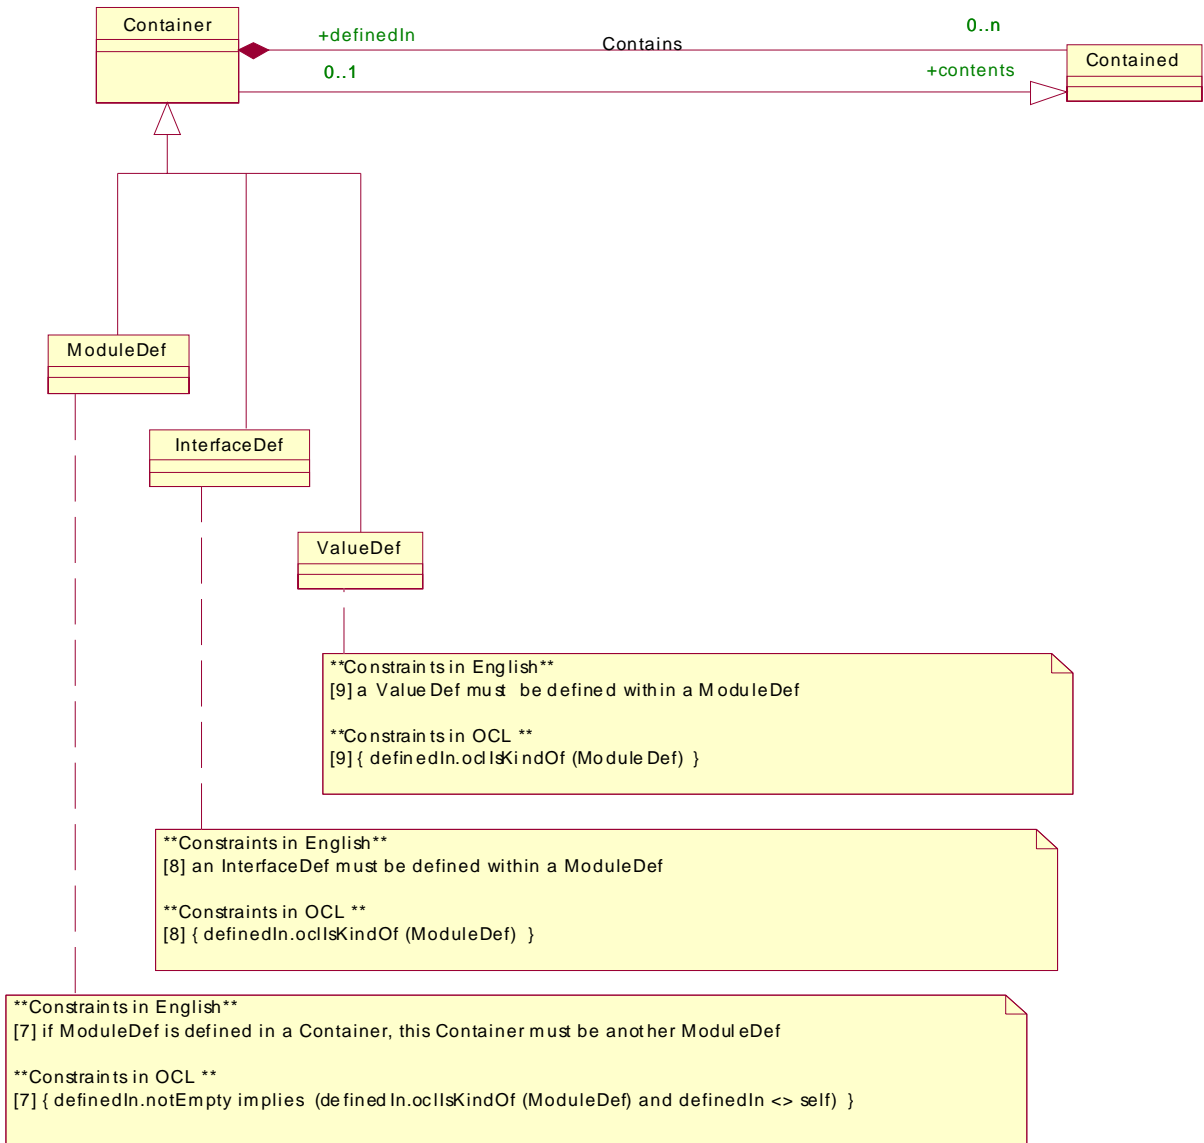 Container
+definedIn
Contains
0..n
0..1
+contents
Contained
ModuleDef
InterfaceDef
ValueDef
**Constraints in English**
[9] a ValueDef must be defined within a ModuleDef
**Constraints in OCL **
[9] { definedIn.oclIsKindOf (ModuleDef) }
**Constraints in English**
[8] an InterfaceDef must be defined within a ModuleDef
**Constraints in OCL **
[8] { definedIn.oclIsKindOf (ModuleDef) }
**Constraints in English**
[7] if ModuleDef is defined in a Container, this Container must be another ModuleDef
**Constraints in OCL **
[7] { definedIn.notEmpty implies (definedIn.oclIsKindOf (ModuleDef) and definedIn <> self) }